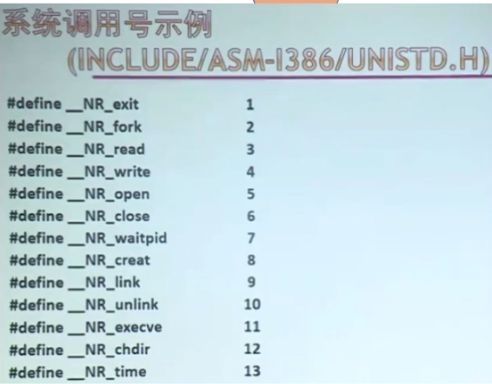 系统调用号示例
(INCLUDE/ASM-I386/UNISTD.H)
#define __NR_exit 1
#define __NR_fork 2
#define __NR_read 3
#define __NR_write 4
#define __NR_open 5
#define __NR_close 6
#define __NR_waitpid 7
#define __NR_creat 8
#define __NR_link 9
#define __NR_unlink 10
#define __NR_execve 11
#define __NR_chdir 12
#define __NR_time 13